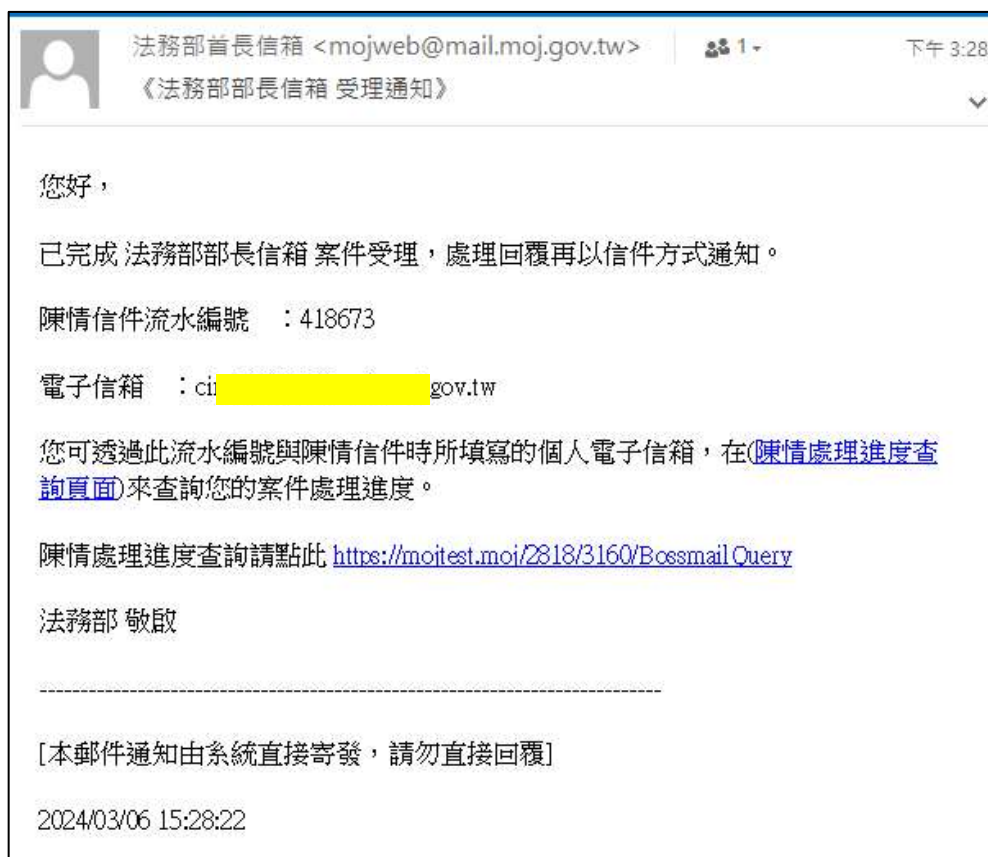 法務部首長信箱 <mojweb@mail.moj.gov.tw>
1
下午 3:28
《法務部部長信箱 受理通知》
您好，
已完成 法務部部長信箱 案件受理，處理回覆再以信件方式通知。
陳情信件流水編號 ：418673
電子信箱 ：ci gov.tw
您可透過此流水編號與陳情信件時所填寫的個人電子信箱，在(陳情處理進度查
詢頁面)來查詢您的案件處理進度。
陳情處理進度查詢請點此 https://mojtest.moj/2818/3160/BossmailQuery
法務部 敬啟
--------------------------------------------------------------------------
[本郵件通知由系統直接寄發，請勿直接回覆]
2024/03/06 15:28:22